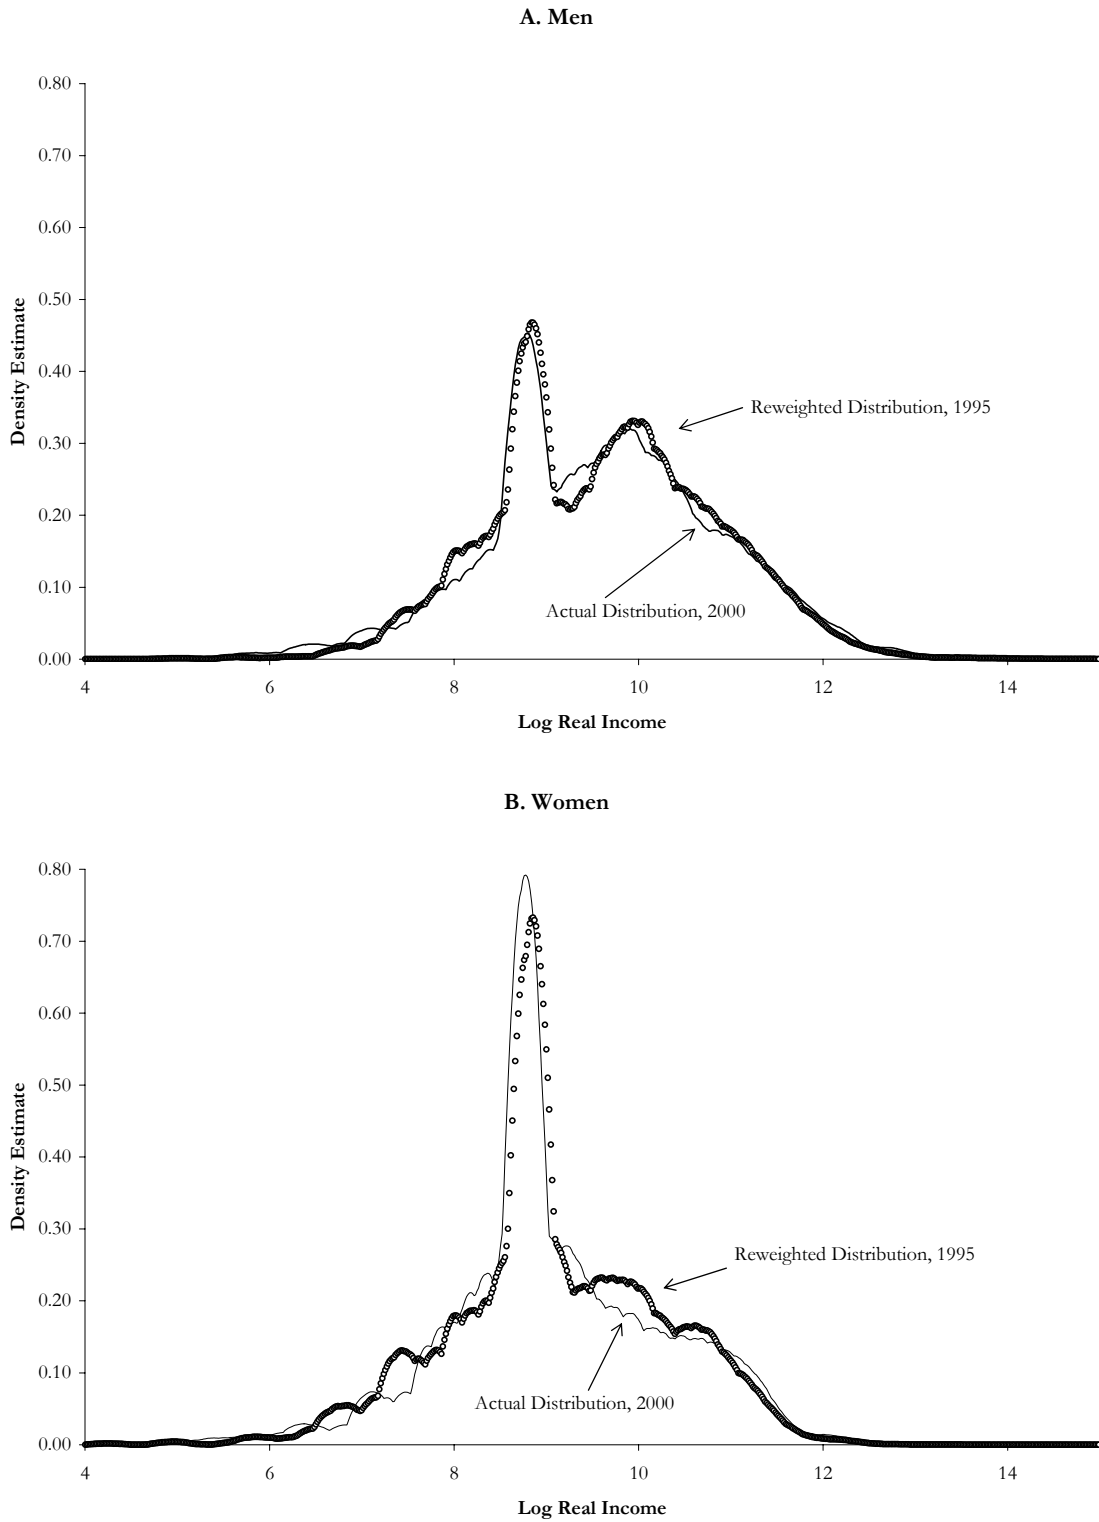 A. Men
0.80
0.70
0.60
0.50
0.40
0.30
0.20
0.10
0.00
Density Estimate
Reweighted Distribution, 1995
Actual Distribution, 2000
4 6 8 10 12 14
Log Real Income
B. Women
0.80
0.70
0.60
0.50
0.40
0.30
0.20
0.10
0.00
Density Estimate
Reweighted Distribution, 1995
Actual Distribution, 2000
4 6 8 10 12 14
Log Real Income